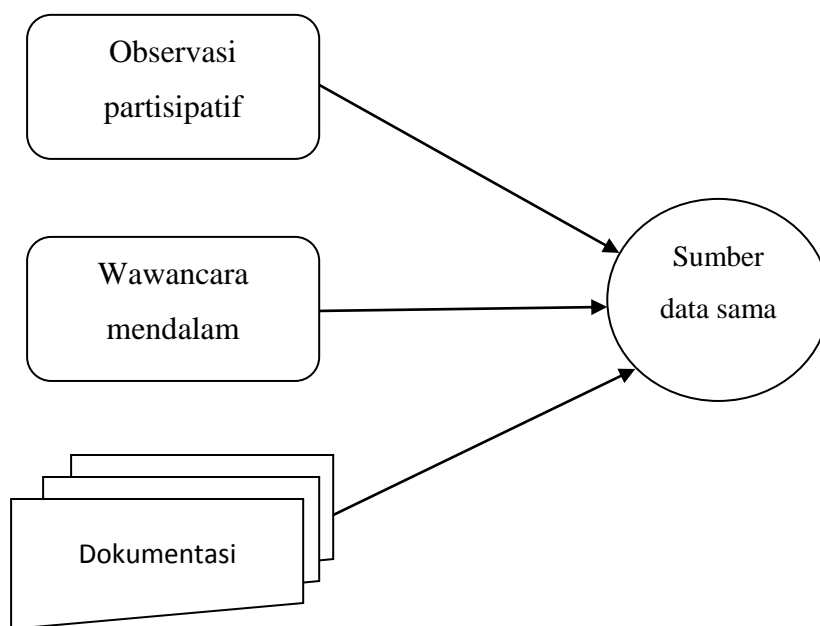 Observasi
partisipatif
Wawancara
mendalam
Sumber
data sama
Dokumentasi